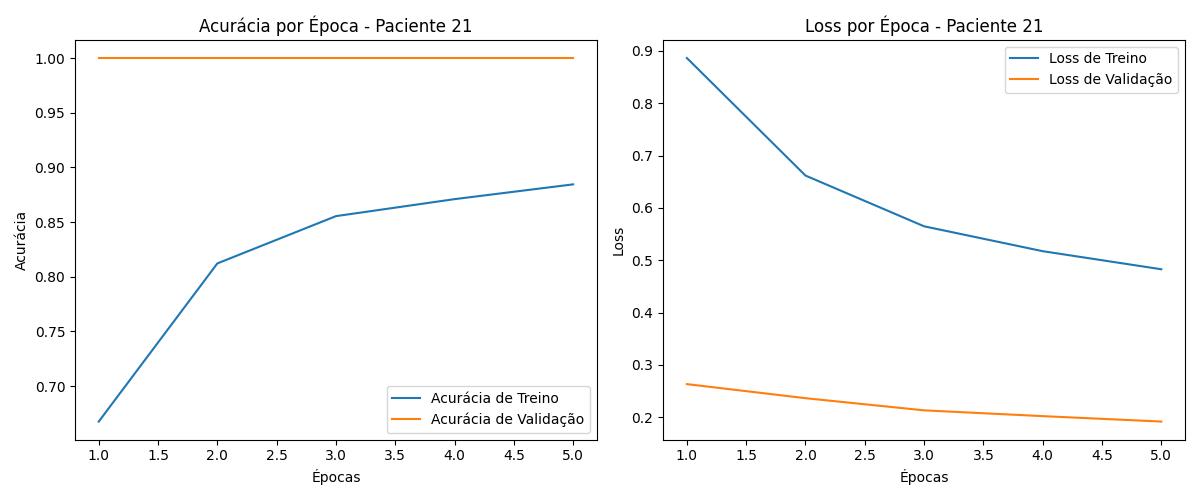 Acurácia por Época - Paciente 21
Acurácia
1.00
0.95
0.90
0.85
0.80
0.75
0.70
Acurácia de Treino
Acurácia de Validação
1.0 1.5 2.0 2.5 3.0 3.5 4.0 4.5 5.0
Épocas
Loss por Época - Paciente 21
Loss
0.9
0.8
0.7
0.6
0.5
0.4
0.3
0.2
Loss de Treino
Loss de Validação
1.0 1.5 2.0 2.5 3.0 3.5 4.0 4.5 5.0
Épocas